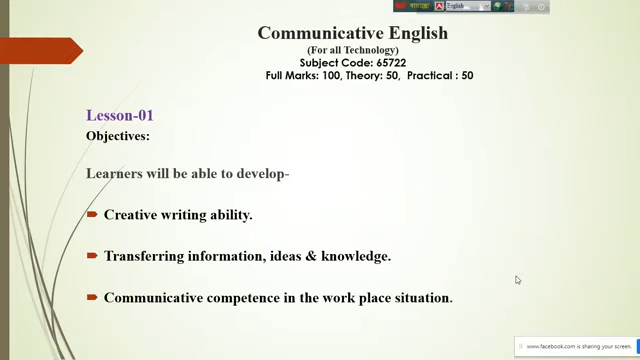 English
Communicative English
(For all Technology)
Subject Code: 65722
Full Marks: 100, Theory: 50,  Practical : 50
Lesson-01
Objectives:
Learners will be able to develop-
Creative writing ability.
Transferring information, ideas & knowledge.
Communicative competence in the work place situation.
www.facebook.com is sharing your screen.